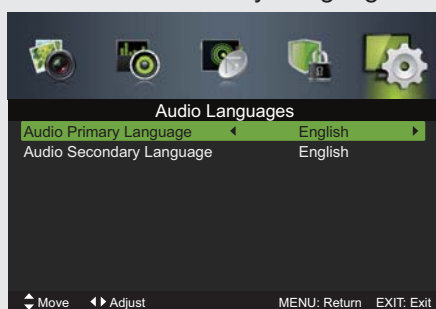 Audio Languages
Audio Primary Language English
Audio Secondary Language English
Move Adjust MENU: Return EXIT: Exit